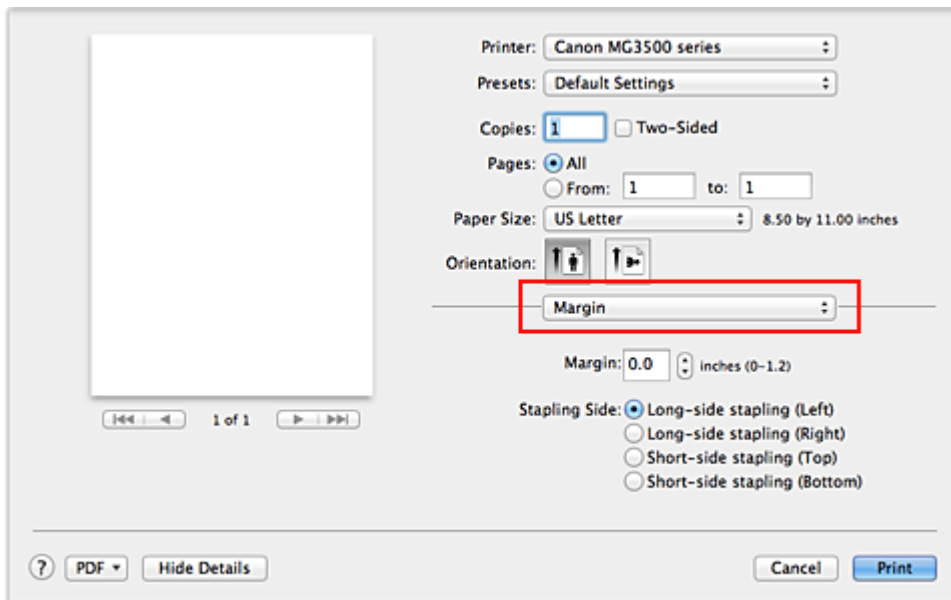 Printer: Canon MG3500 series
Presets: Default Settings
Copies: 1 Two-Sided
Pages: All
From: 1 to: 1
Paper Size: US Letter 8.50 by 11.00 inches
Orientation:
Margin
Margin: 0.0 inches (0-1.2)
1 of 1
Stapling Side: Long-side stapling (Left)
Long-side stapling (Right)
Short-side stapling (Top)
Short-side stapling (Bottom)
? PDF Hide Details Cancel Print